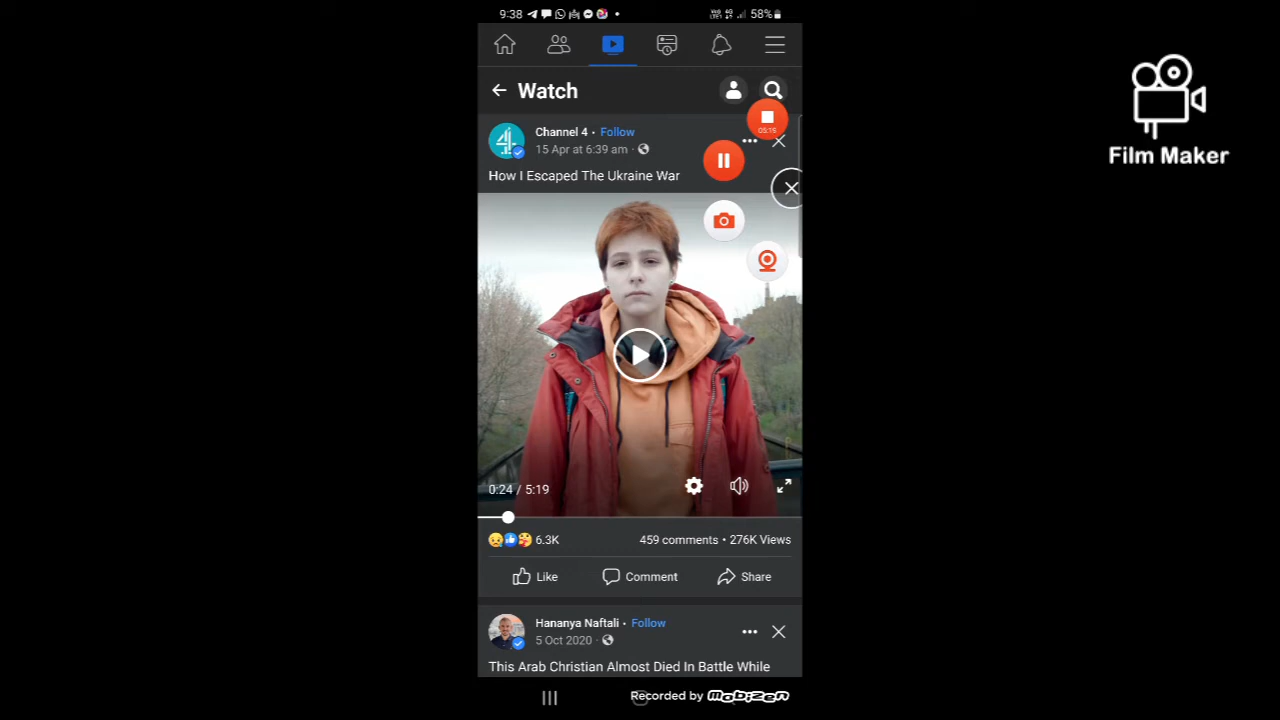 9:38
58%
Watch
Channel 4 • Follow
05:15
15 Apr at 6:39 am •
How I Escaped The Ukraine War
0:24 / 5:19
6.3K
459 comments • 276K Views
Like
Comment
Share
Hananya Naftali • Follow
5 Oct 2020 •
This Arab Christian Almost Died In Battle While
Recorded by mobizen
Film Maker